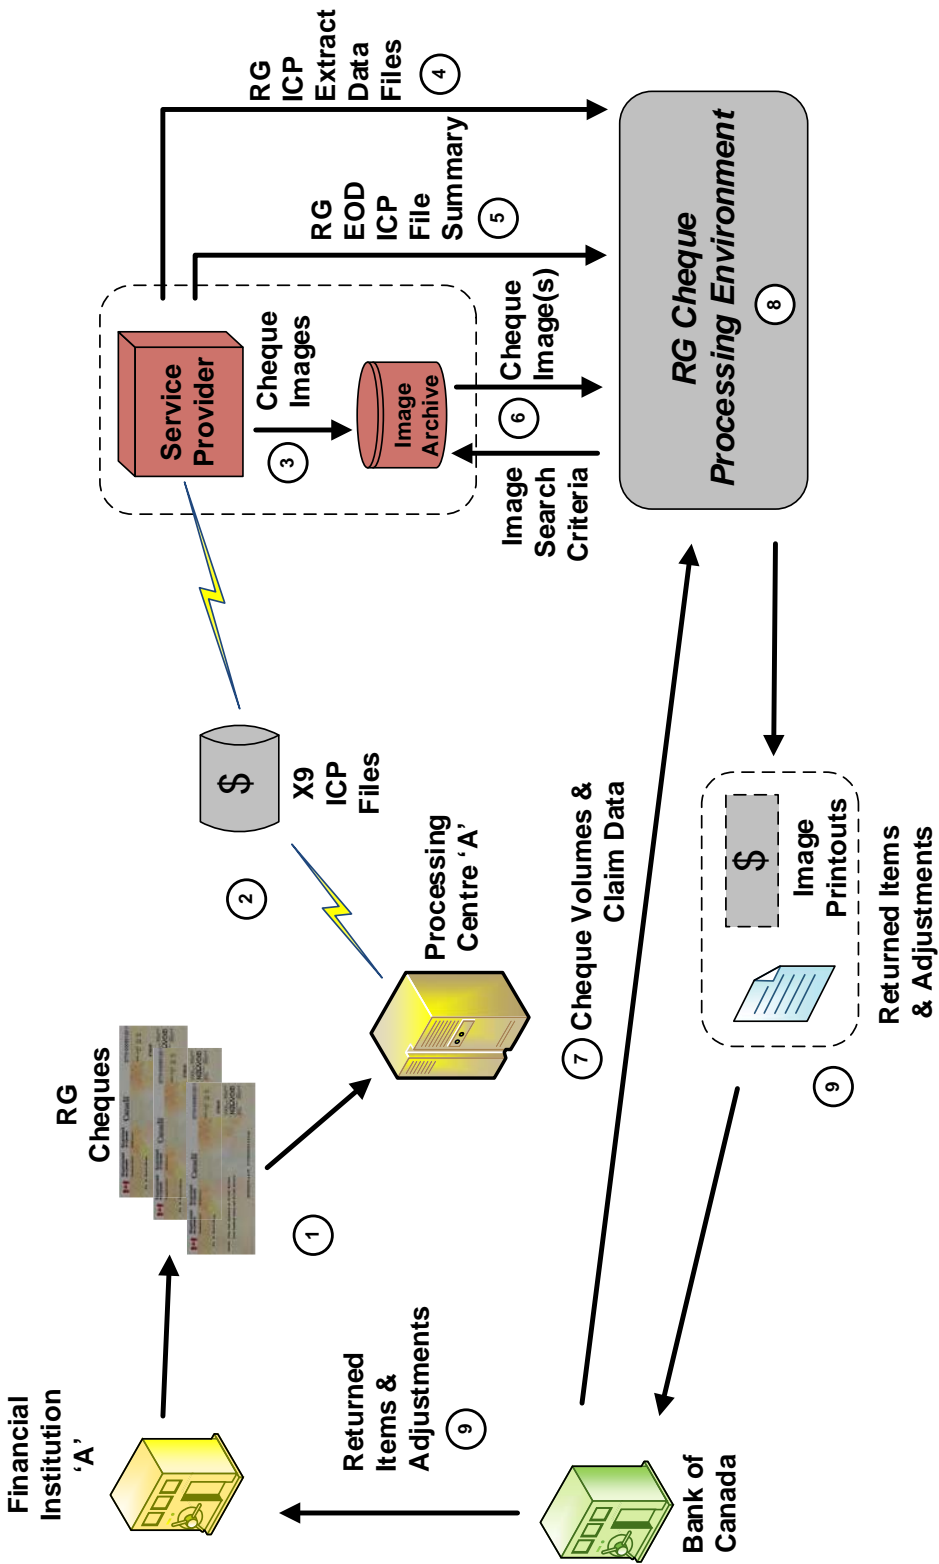 Financial
Institution
‘A’
RG
Cheques
Canada
Canada
Canada
1
2
X9
ICP
Files
Processing
Centre ‘A’
Service
Provider
3
Cheque
Images
Image
Archive
RG
ICP
Extract
Data
Files
4
RG
EOD
ICP
File
Summary
5
Image
Search
Criteria
6
Cheque
Image(s)
Returned
Items &
Adjustments
9
7
Cheque Volumes &
Claim Data
RG Cheque
Processing Environment
8
Bank of
Canada
9
$
$
Image
Printouts
Returned Items
& Adjustments